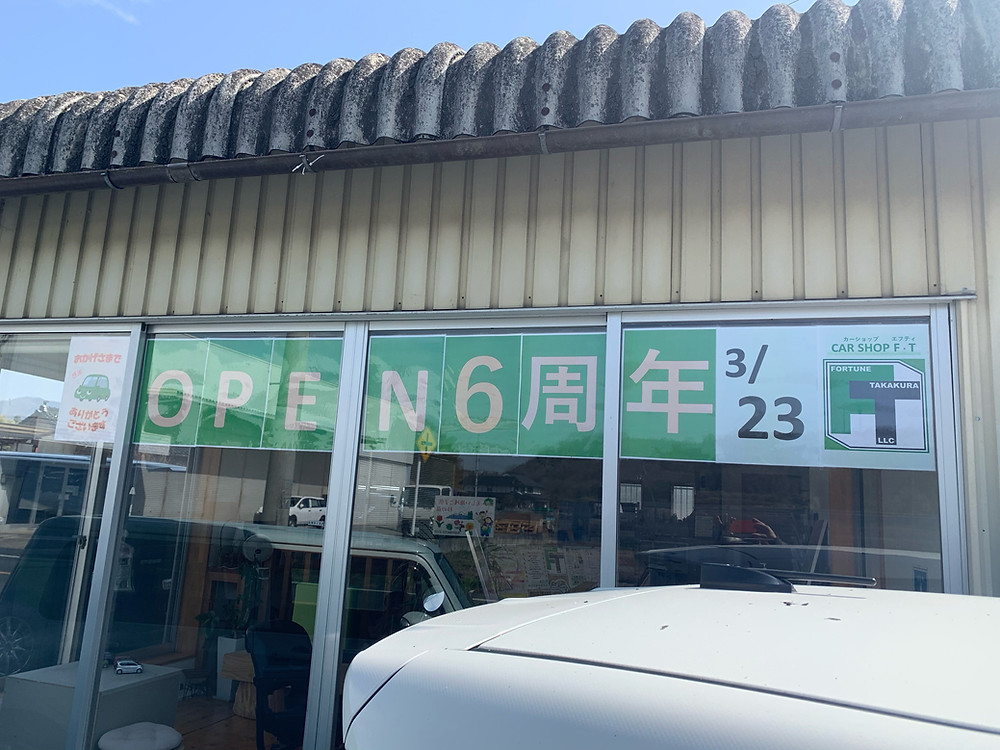 おかげさまで
ありがとう
ございます
OPEN6周年
3/
23
カーショップ エフティ
CAR SHOP F・T
FORTUNE
TAKAKURA
FT
LLC